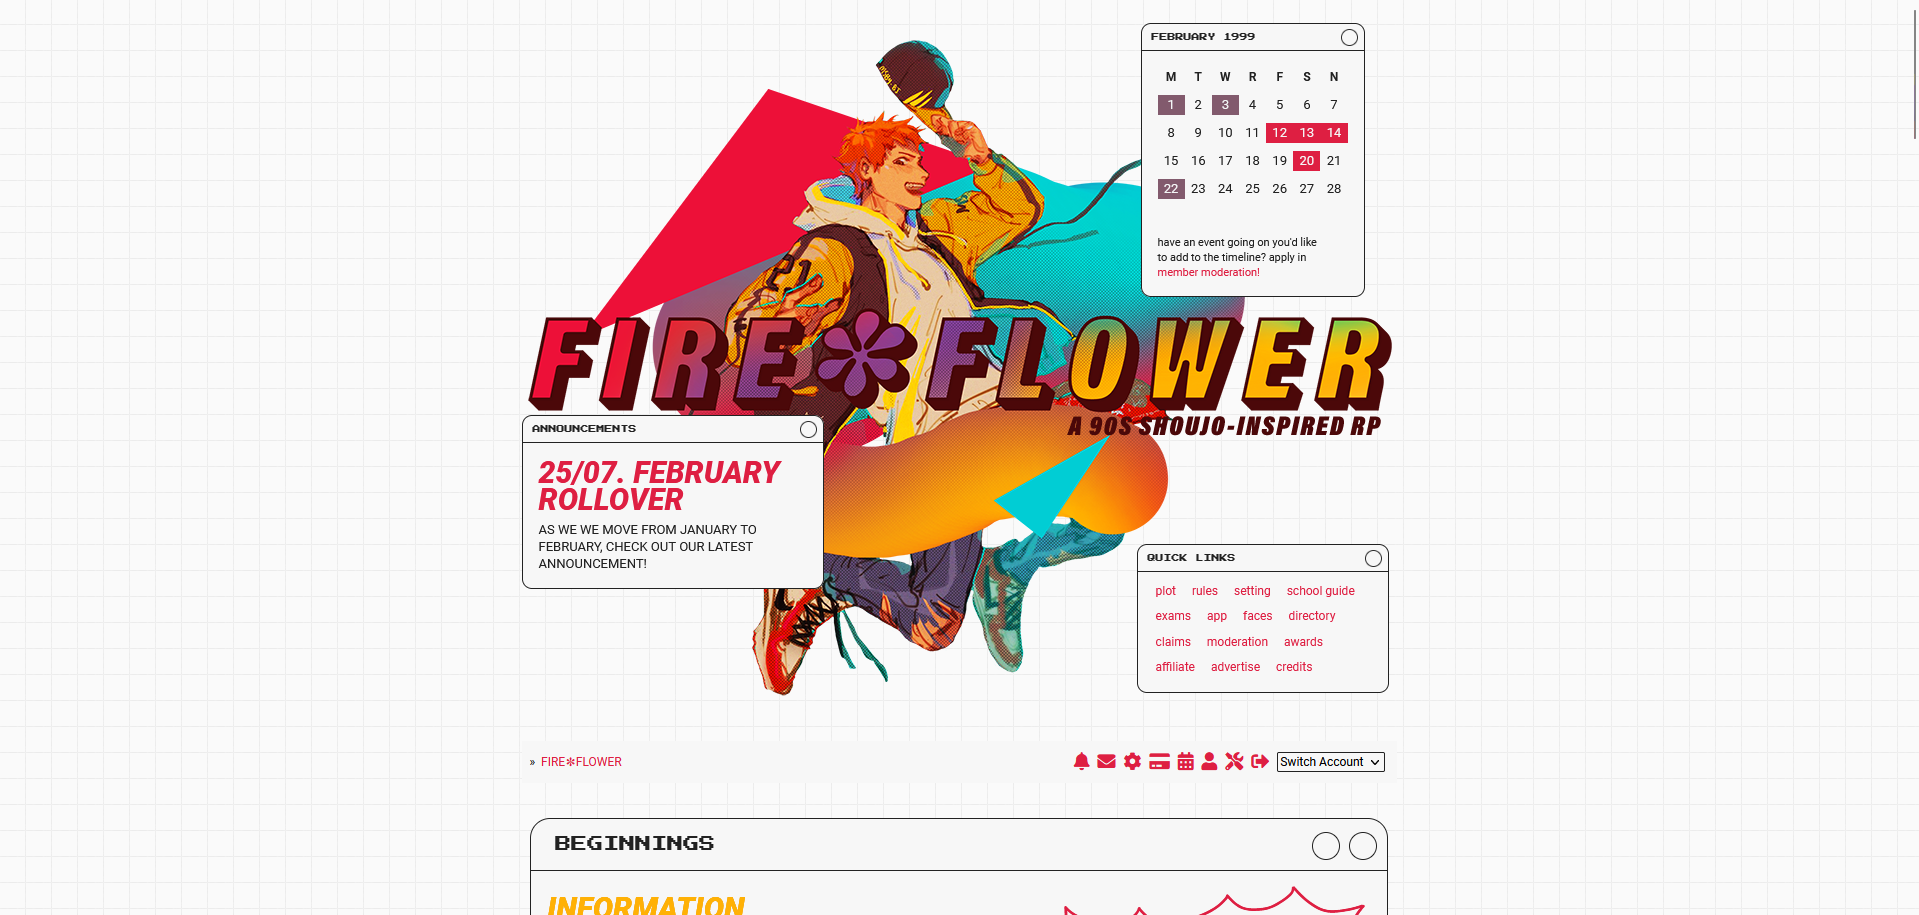 FEBRUARY 1999
M T W R F S N
1 2 3 4 5 6 7
8 9 10 11 12 13 14
15 16 17 18 19 20 21
22 23 24 25 26 27 28
have an event going on you'd like
to add to the timeline? apply in
member moderation!
21
FIRE✽FLOWER
A 90S SHOUJO-INSPIRED RP
ANNOUNCEMENTS
25/07. FEBRUARY
ROLLOVER
AS WE WE MOVE FROM JANUARY TO
FEBRUARY, CHECK OUT OUR LATEST
ANNOUNCEMENT!
QUICK LINKS
plot rules setting school guide
exams app faces directory
claims moderation awards
affiliate advertise credits
» FIRE✽FLOWER
Switch Account
BEGINNINGS
INFORMATION